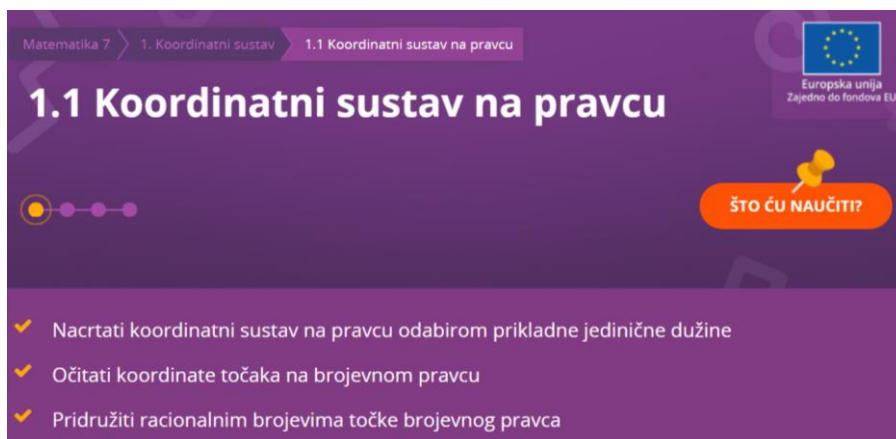 Matematika 7 1. Koordinatni sustav 1.1 Koordinatni sustav na pravcu
1.1 Koordinatni sustav na pravcu
Europska unija
Zajedno do fondova EU
ŠTO ĆU NAUČITI?
Nacrtati koordinatni sustav na pravcu odabirom prikladne jedinične dužine
Očitati koordinate točaka na brojevnom pravcu
Pridružiti racionalnim brojevima točke brojevnog pravca